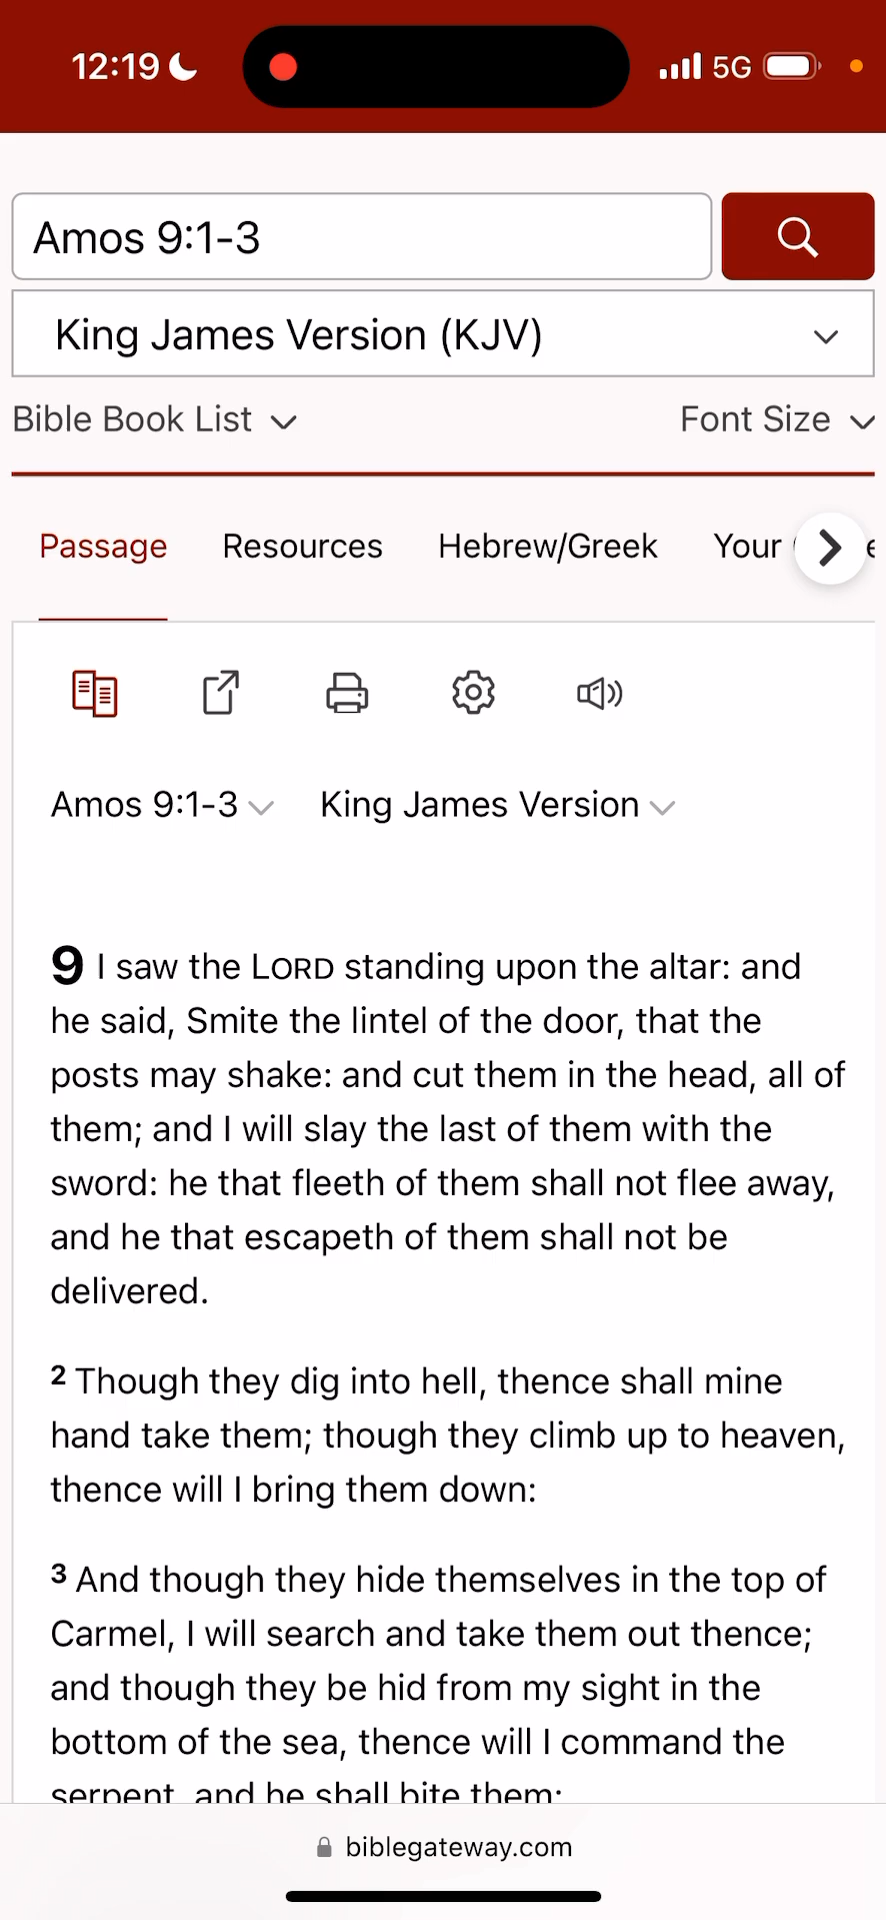 12:19
5G
Amos 9:1-3
King James Version (KJV)
Bible Book List
Font Size
Passage Resources Hebrew/Greek Your
Amos 9:1-3 King James Version
9 I saw the LORD standing upon the altar: and
he said, Smite the lintel of the door, that the
posts may shake: and cut them in the head, all of
them; and I will slay the last of them with the
sword: he that fleeth of them shall not flee away,
and he that escapeth of them shall not be
delivered.
2 Though they dig into hell, thence shall mine
hand take them; though they climb up to heaven,
thence will I bring them down:
3 And though they hide themselves in the top of
Carmel, I will search and take them out thence;
and though they be hid from my sight in the
bottom of the sea, thence will I command the
serpent, and he shall bite them:
biblegateway.com